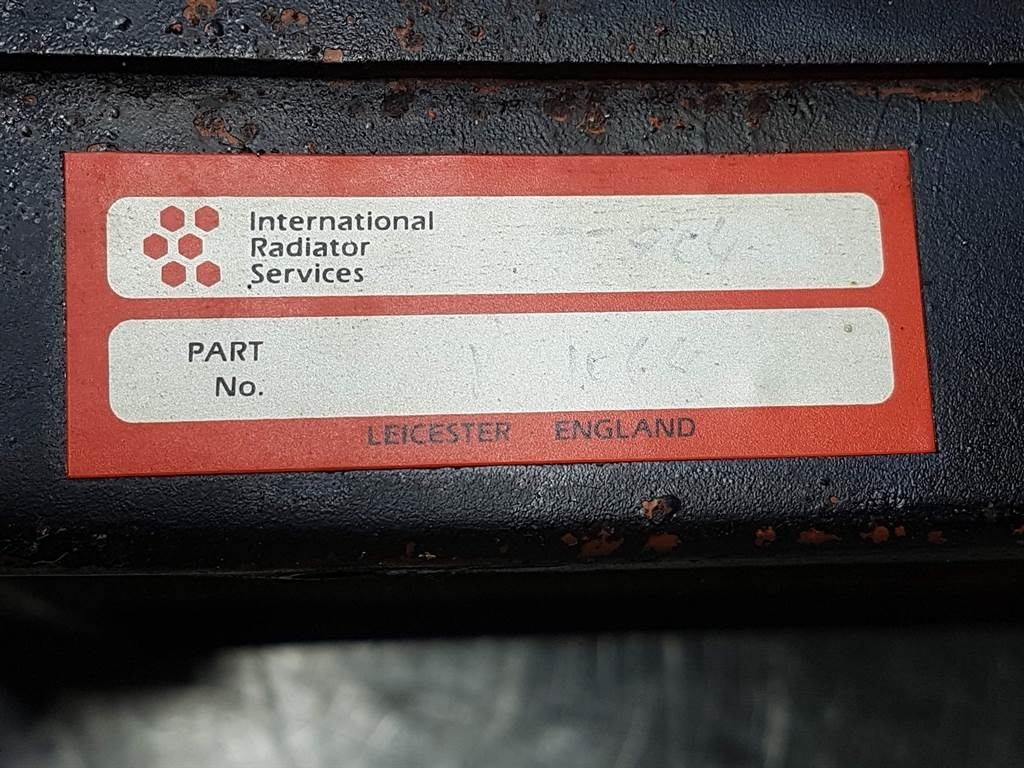 International
Radiator
Services
PART
No.
LEICESTER ENGLAND